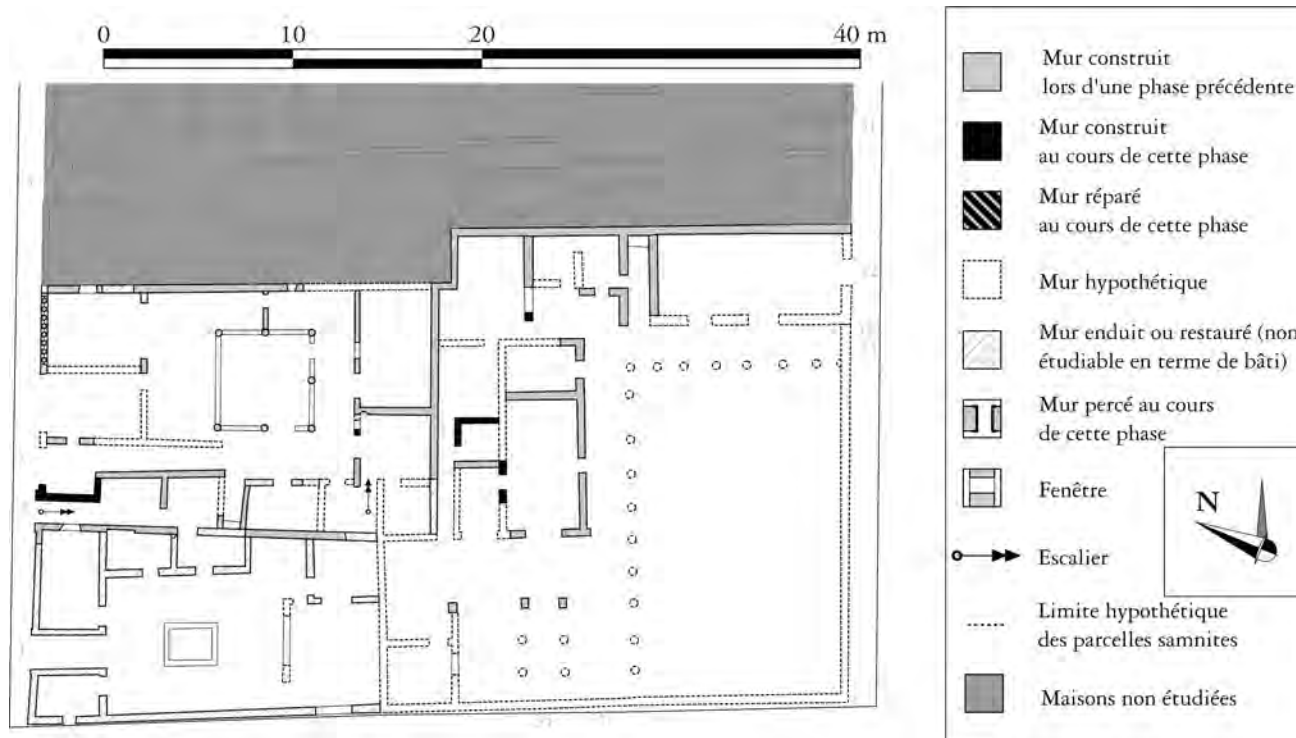 0 10 20 40 m
Mur construit
lors d'une phase précédente
Mur construit
au cours de cette phase
Mur réparé
au cours de cette phase
Mur hypothétique
Mur enduit ou restauré (non
étudiable en terme de bâti)
Mur percé au cours
de cette phase
Fenêtre
N
Escalier
Limite hypothétique
des parcelles samnites
Maisons non étudiées